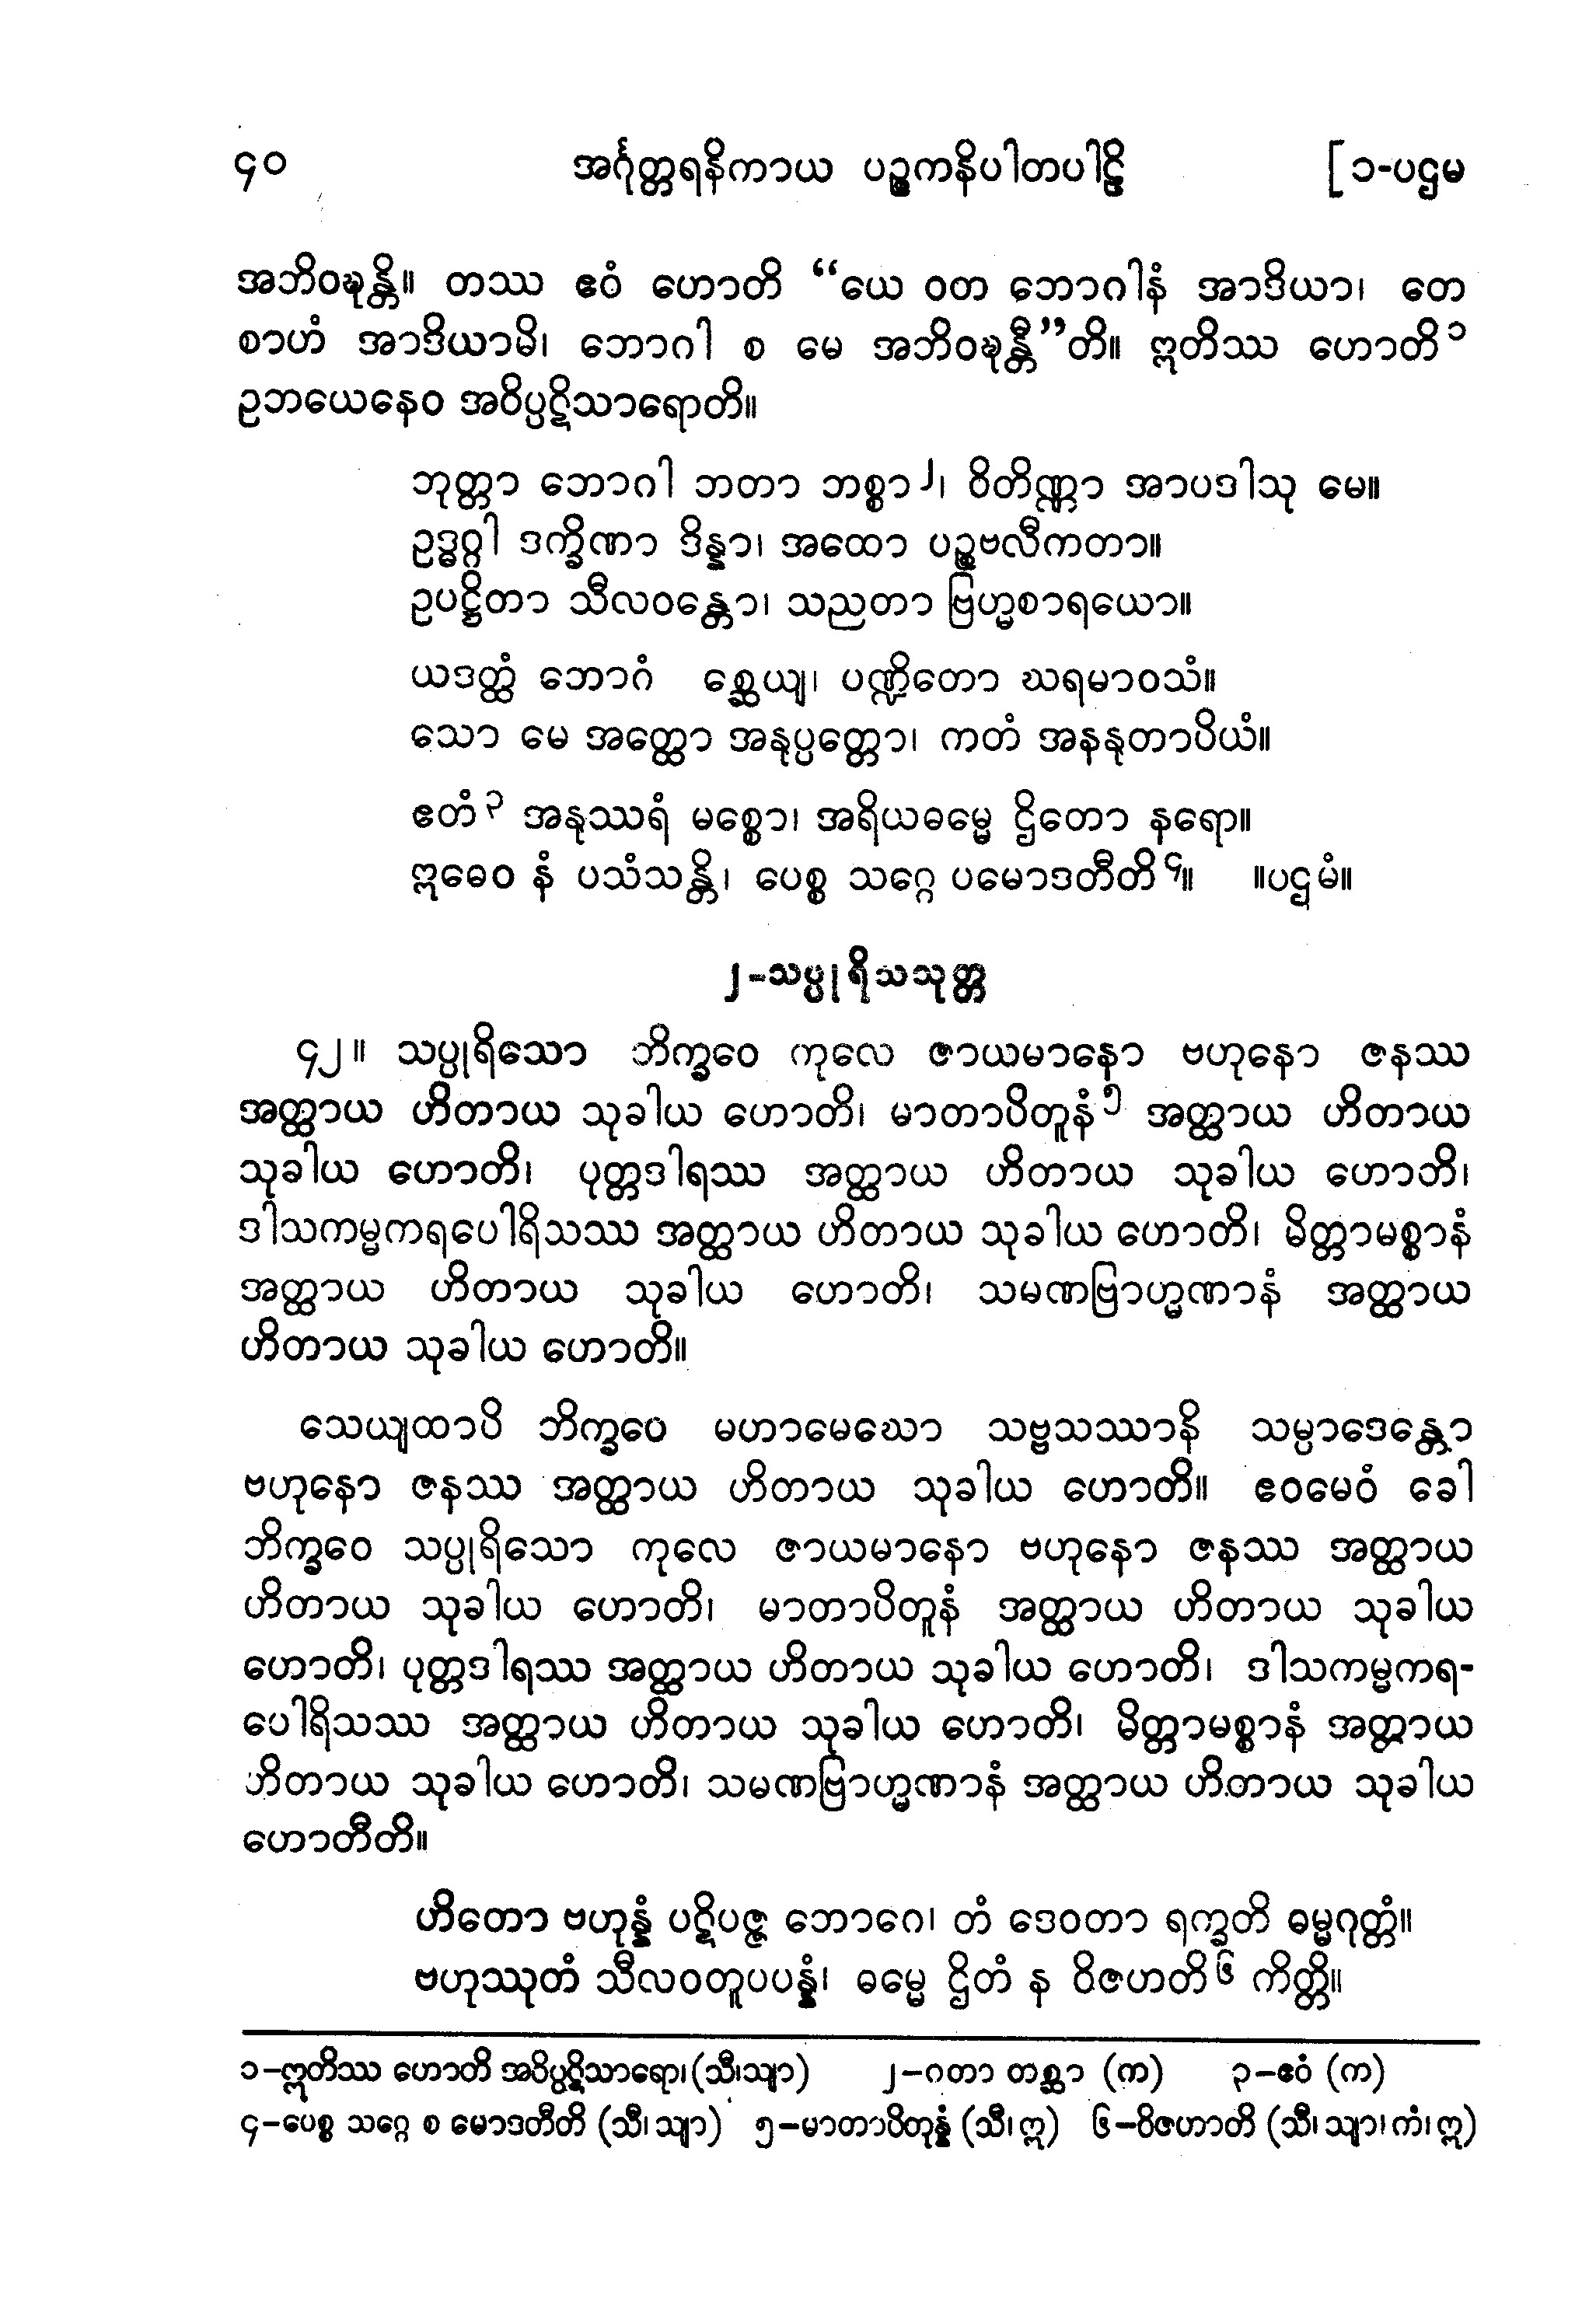 ၄၀ အင်္ဂုတ္တရနိကာယ ပဉ္စကနိပါတပါဠိ [ ၁-ပဌမ
အဘိဝဍ္ဎန္တိ။ တဿ ဧဝံ ဟောတိ “ယေ ဝတ ဘောဂါနံ အာဒိယာ၊ တေ
စာဟံ အာဒိယာမိ၊ ဘောဂါ စ မေ အဘိဝဍ္ဎန္တီ”တိ။ ဣတိဿ ဟောတိ ၁
ဥဘယေနေဝ အဝိပ္ပဋိသာရောတိ။
ဘုတ္တာ ဘောဂါ ဘတာ ဘစ္စာ ၂၊ ဝိတိဏ္ဏာ အာပဒါသု မေ။
ဥဒ္ဓဂ္ဂါ ဒက္ခိဏာ ဒိန္နာ၊ အထော ပဉ္စဗလီကတာ။
ဥပဋ္ဌိတာ သီလဝန္တော၊ သညတာ ဗြဟ္မစာရယော။
ယဒတ္ထံ ဘောဂံ စ္ဆေယျ၊ ပဏ္ဍိတော ဃရမာဝသံ။
သော မေ အတ္ထော အနုပ္ပတ္တော၊ ကတံ အနနုတာပိယံ။
ဧတံ ၃ အနုဿရံ မစ္စော၊ အရိယဓမ္မေ ဌိတော နရော။
ဣဓေဝ နံ ပသံသန္တိ၊ ပေစ္စ သဂ္ဂေ ပမောဒတီတိ ၄။ ။ပဌမံ။
၂-သပ္ပုရိသသုတ္တ
၄၂။ သပ္ပုရိသော ဘိက္ခဝေ ကုလေ ဇာယမာနော ဗဟုနော ဇနဿ
အတ္ထာယ ဟိတာယ သုခါယ ဟောတိ၊ မာတာပိတူနံ ၅ အတ္ထာယ ဟိတာယ
သုခါယ ဟောတိ၊ ပုတ္တဒါရဿ အတ္ထာယ ဟိတာယ သုခါယ ဟောတိ၊
ဒါသကမ္မကရပေါရိသဿ အတ္ထာယ ဟိတာယ သုခါယ ဟောတိ၊ မိတ္တာမစ္စာနံ
အတ္ထာယ ဟိတာယ သုခါယ ဟောတိ၊ သမဏဗြာဟ္မဏာနံ အတ္ထာယ
ဟိတာယ သုခါယ ဟောတိ။
သေယျထာပိ ဘိက္ခဝေ မဟာမေဃော သဗ္ဗသဿာနိ သမ္ပာဒေန္တော
ဗဟုနော ဇနဿ အတ္ထာယ ဟိတာယ သုခါယ ဟောတိ။ ဧဝမေဝံ ခေါ
ဘိက္ခဝေ သပ္ပုရိသော ကုလေ ဇာယမာနော ဗဟုနော ဇနဿ အတ္ထာယ
ဟိတာယ သုခါယ ဟောတိ၊ မာတာပိတူနံ အတ္ထာယ ဟိတာယ သုခါယ
ဟောတိ၊ ပုတ္တဒါရဿ အတ္ထာယ ဟိတာယ သုခါယ ဟောတိ၊ ဒါသကမ္မကရ-
ပေါရိသဿ အတ္ထာယ ဟိတာယ သုခါယ ဟောတိ၊ မိတ္တာမစ္စာနံ အတ္ထာယ
ဟိတာယ သုခါယ ဟောတိ၊ သမဏဗြာဟ္မဏာနံ အတ္ထာယ ဟိတာယ သုခါယ
ဟောတီတိ။
ဟိတော ဗဟုန္နံ ပဋိပဇ္ဇ ဘောဂေ၊ တံ ဒေဝတာ ရက္ခတိ ဓမ္မဂုတ္တံ။
ဗဟုဿုတံ သီလဝတူပပန္နံ၊ ဓမ္မေ ဌိတံ န ဝိဇဟတိ ၆ ကိတ္တိ။
၁-ဣတိဿ ဟောတိ အဝိပ္ပဋိသာရော၊ (သီ၊သျာ) ၂-ဂတာ တစ္ဆာ (က) ၃-ဧဝံ (က)
၄-ပေစ္စ သဂ္ဂေ စ မောဒတီတိ (သီ၊ သျာ) ၅-မာတာပိတုန္နံ (သီ၊ ဣ) ၆-ဝိဇဟာတိ (သီ၊ သျာ၊ ကံ၊ ဣ)